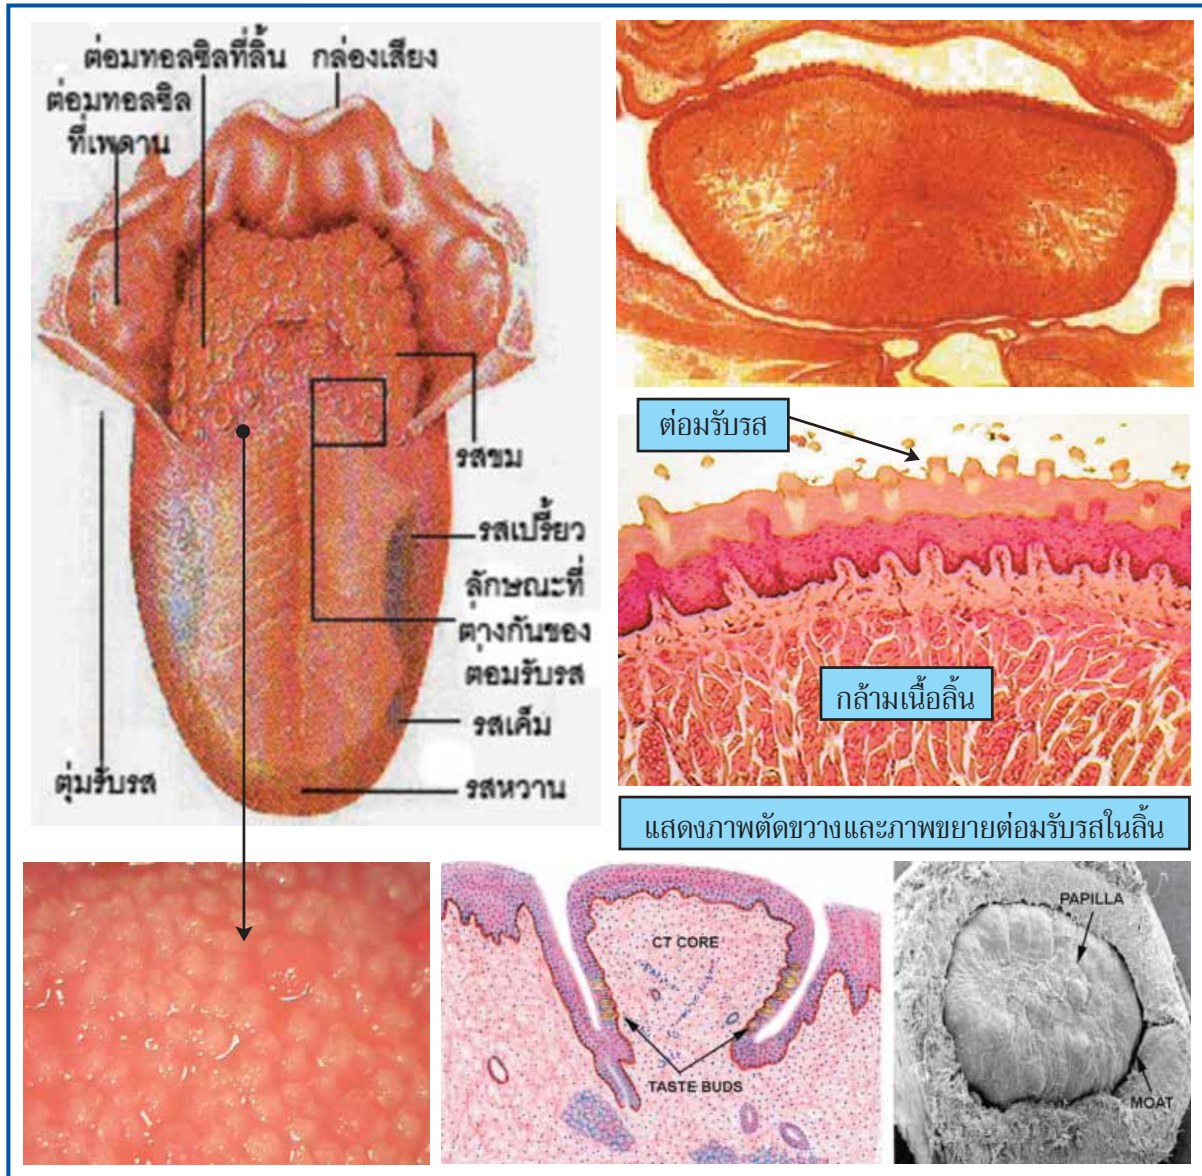 ต่อมทอลซิลที่ลิ้น กล่องเสียง
ต่อมทอลซิล
ที่เพดาน
รสขม
รสเปรี้ยว
ลักษณะที่
ต่างกันของ
ต่อมรับรส
รสเค็ม
รสหวาน
ตุ่มรับรส
ต่อมรับรส
กล้ามเนื้อลิ้น
แสดงภาพตัดขวางและภาพขยายต่อมรับรสในลิ้น
CT CORE
TASTE BUDS
PAPILLA
MOAT